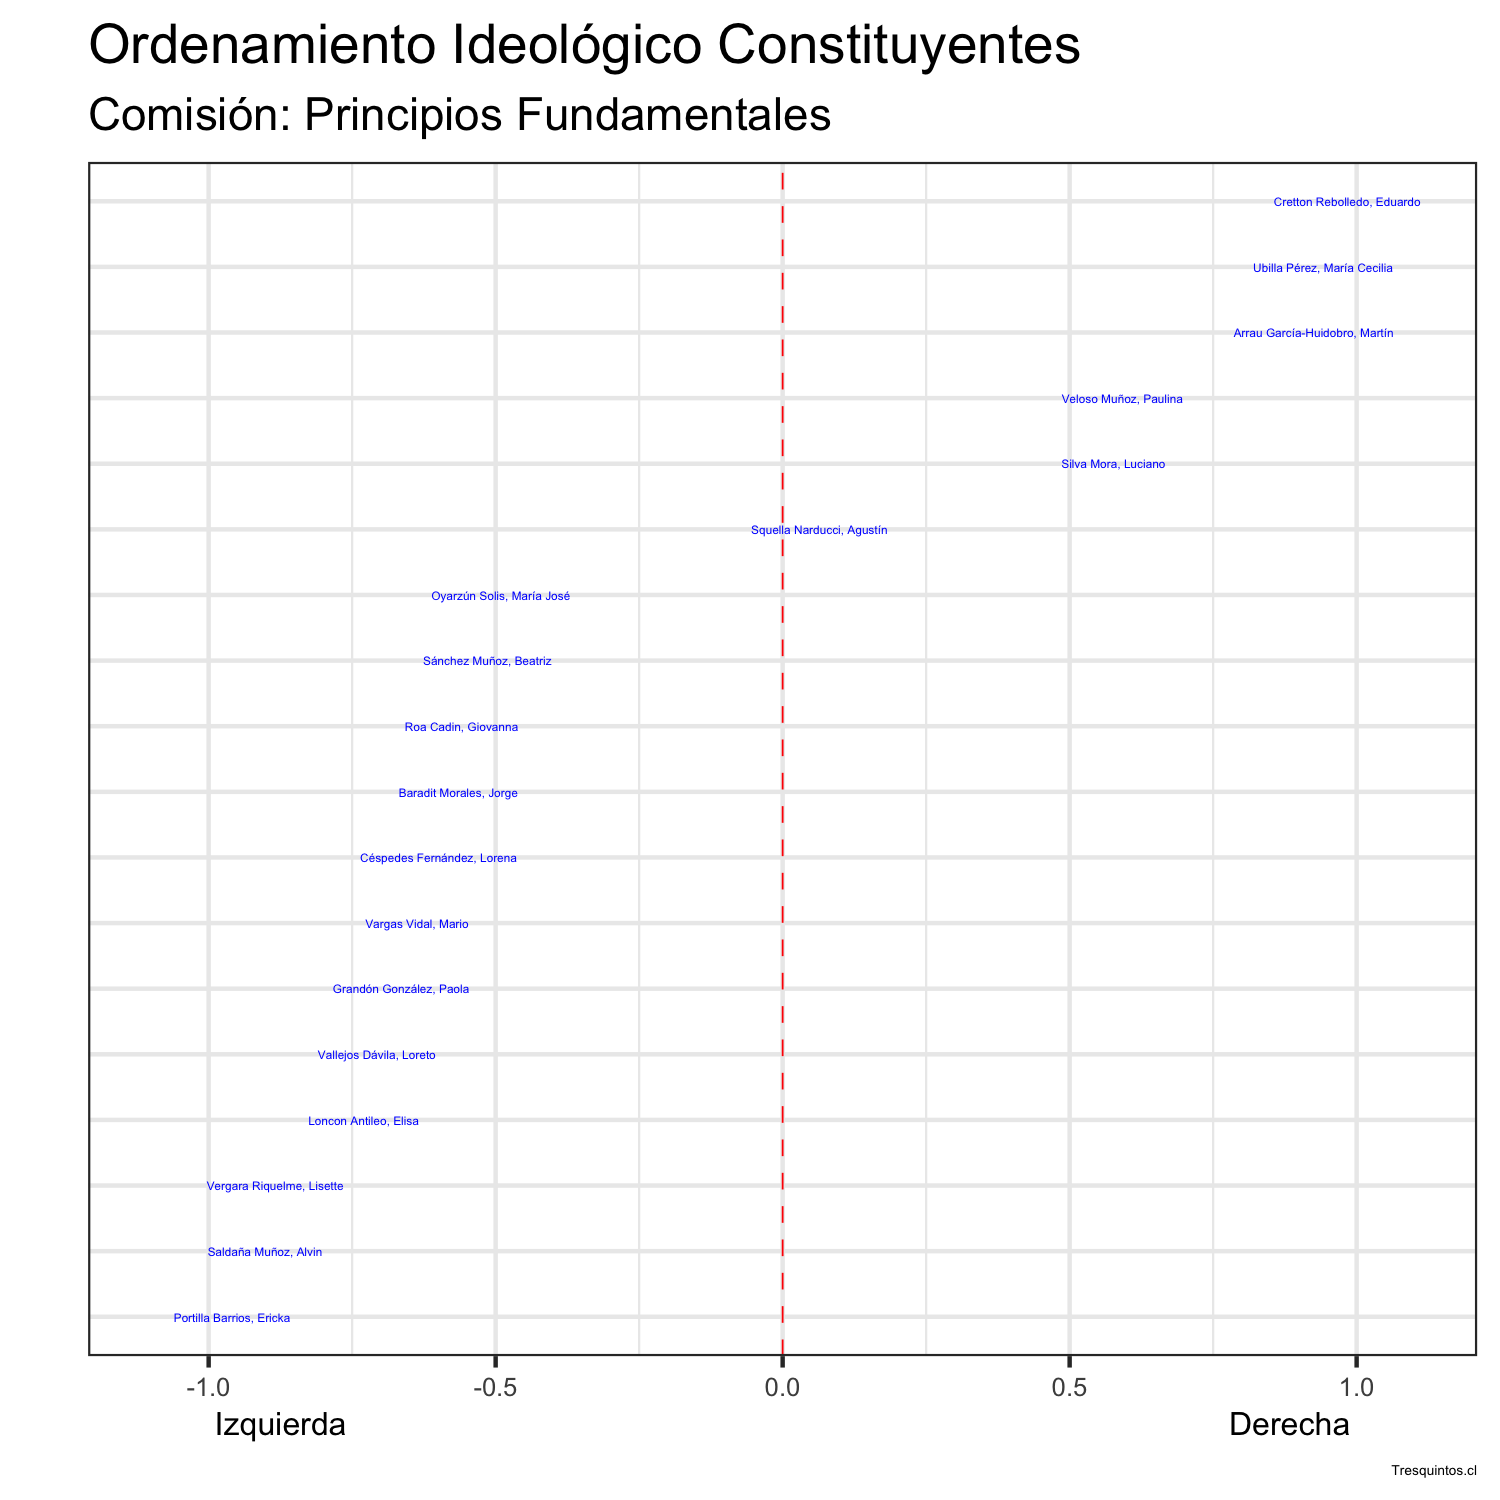 Ordenamiento Ideológico Constituyentes
Comisión: Principios Fundamentales
Cretton Rebolledo, Eduardo
Ubilla Pérez, María Cecilia
Arrau García-Huidobro, Martín
Veloso Muñoz, Paulina
Silva Mora, Luciano
Squella Narducci, Agustín
Oyarzún Solis, María José
Sánchez Muñoz, Beatriz
Roa Cadin, Giovanna
Baradit Morales, Jorge
Céspedes Fernández, Lorena
Vargas Vidal, Mario
Grandón González, Paola
Vallejos Dávila, Loreto
Loncon Antileo, Elisa
Vergara Riquelme, Lisette
Saldaña Muñoz, Alvin
Portilla Barrios, Ericka
-1.0 -0.5 0.0 0.5 1.0
Izquierda Derecha
Tresquintos.cl